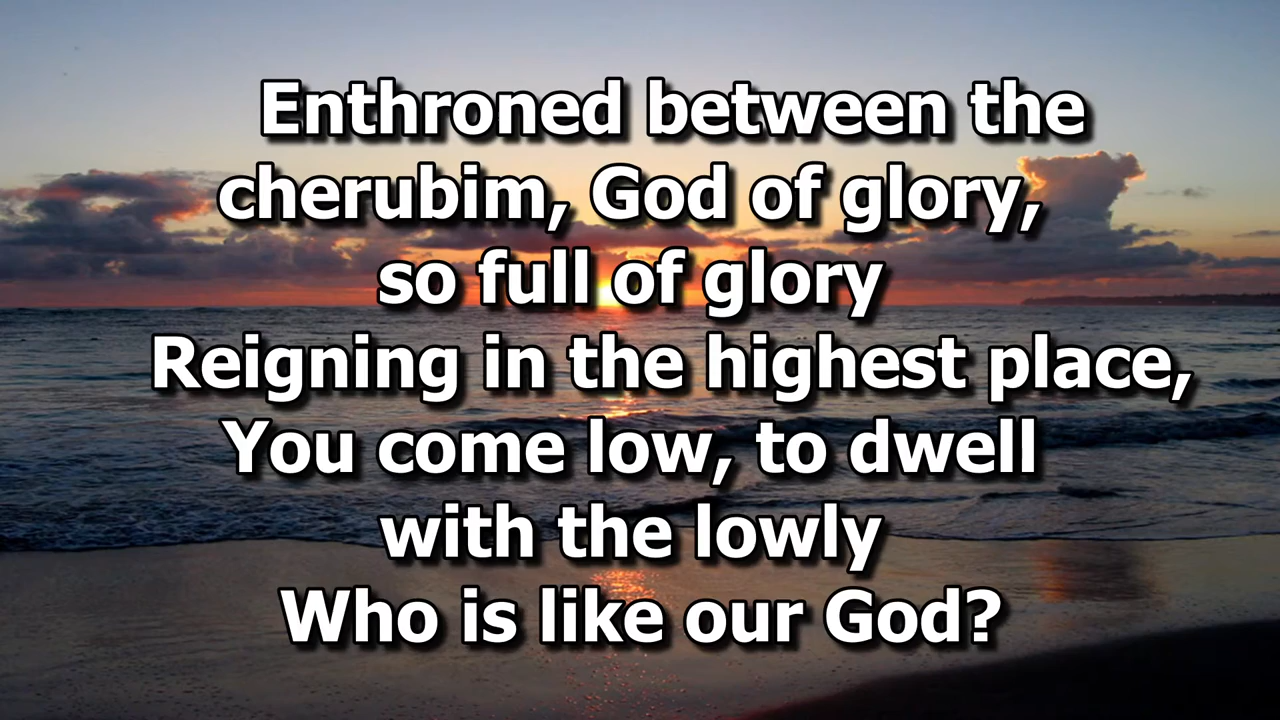 Enthroned between the
cherubim, God of glory,
so full of glory
Reigning in the highest place,
You come low, to dwell
with the lowly
Who is like our God?